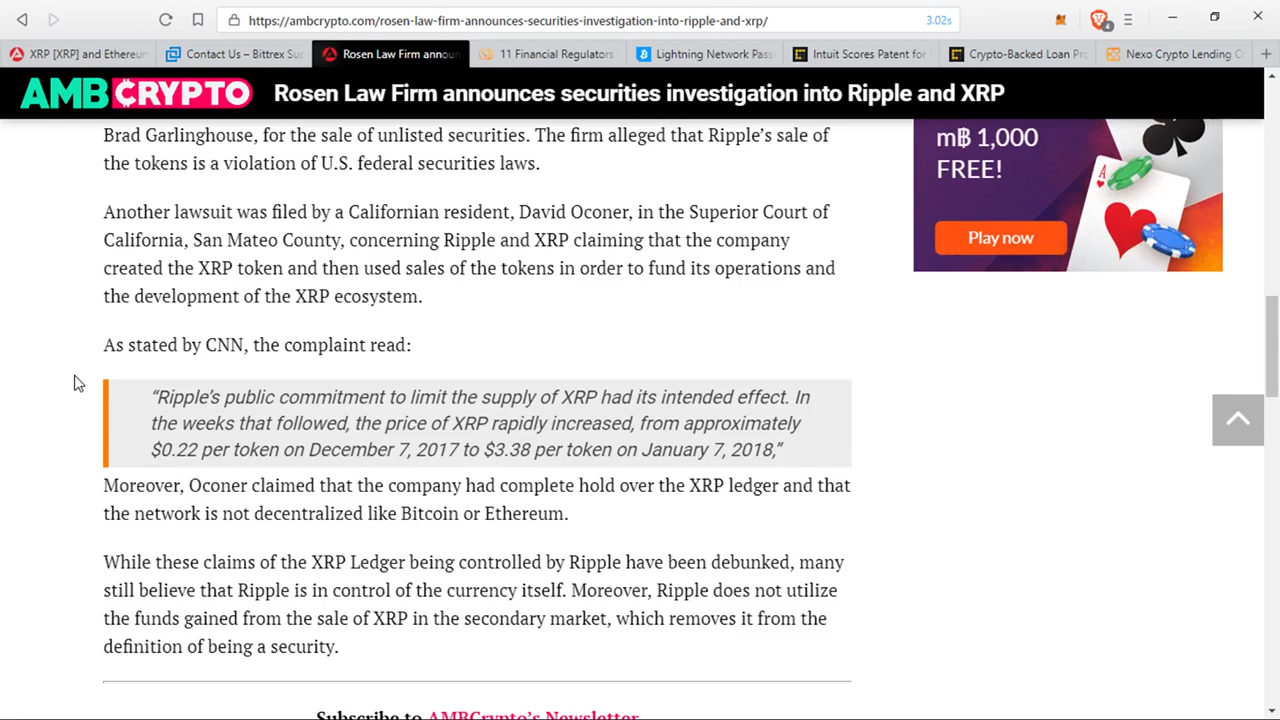 https://ambcrypto.com/rosen-law-firm-announces-securities-investigation-into-ripple-and-xrp/
3.02s
4
XRP [XRP] and Ethereum
Contact Us – Bittrex Sup
Rosen Law Firm announ
11 Financial Regulators
Lightning Network Pas
Intuit Scores Patent for
Crypto-Backed Loan Pr
Nexo Crypto Lending O
AMBCRYPTO
Rosen Law Firm announces securities investigation into Ripple and XRP
Brad Garlinghouse, for the sale of unlisted securities. The firm alleged that Ripple's sale of
the tokens is a violation of U.S. federal securities laws.
Another lawsuit was filed by a Californian resident, David Oconer, in the Superior Court of
California, San Mateo County, concerning Ripple and XRP claiming that the company
created the XRP token and then used sales of the tokens in order to fund its operations and
the development of the XRP ecosystem.
As stated by CNN, the complaint read:
“Ripple’s public commitment to limit the supply of XRP had its intended effect. In
the weeks that followed, the price of XRP rapidly increased, from approximately
$0.22 per token on December 7, 2017 to $3.38 per token on January 7, 2018,”
Moreover, Oconer claimed that the company had complete hold over the XRP ledger and that
the network is not decentralized like Bitcoin or Ethereum.
While these claims of the XRP Ledger being controlled by Ripple have been debunked, many
still believe that Ripple is in control of the currency itself. Moreover, Ripple does not utilize
the funds gained from the sale of XRP in the secondary market, which removes it from the
definition of being a security.
Subscribe to AMBCrypto's Newsletter
m₿ 1,000
FREE!
A
Play now